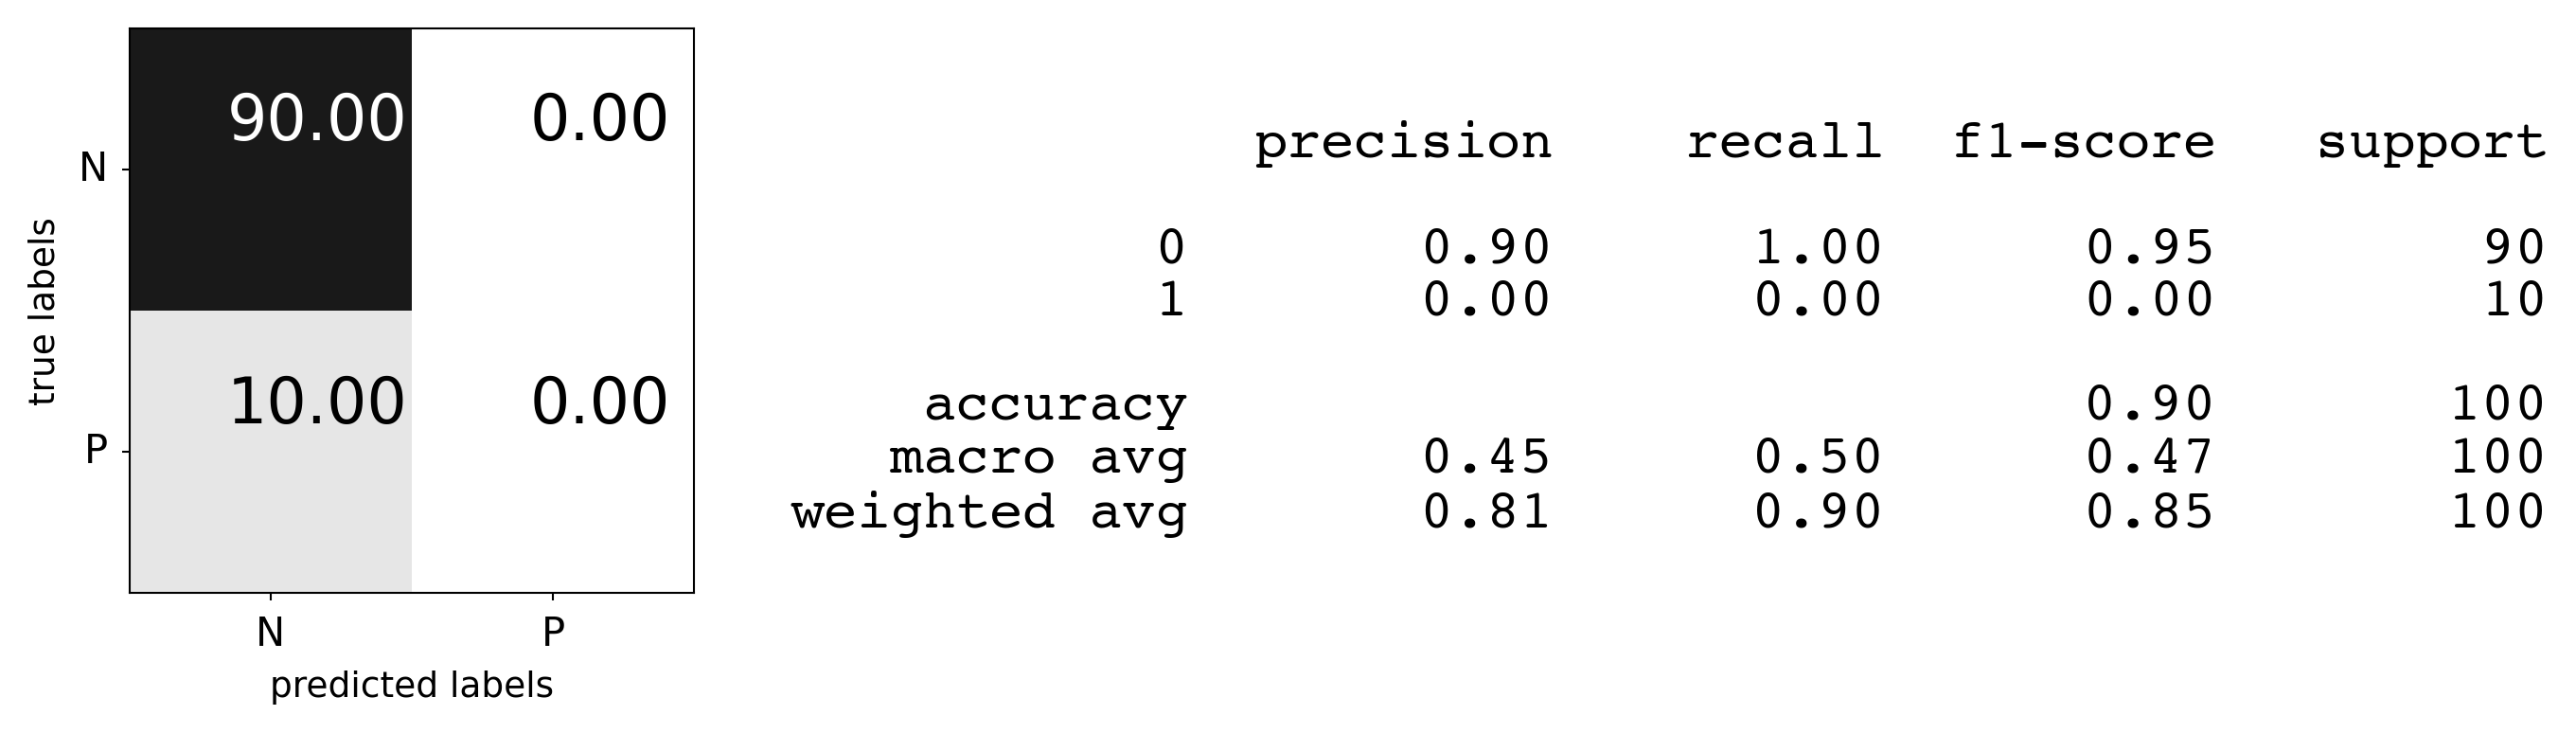 90.00 0.00
N
10.00 0.00
P
true labels
N P
predicted labels
precision recall f1-score support
0 0.90 1.00 0.95 90
1 0.00 0.00 0.00 10
accuracy 0.90 100
macro avg 0.45 0.50 0.47 100
weighted avg 0.81 0.90 0.85 100